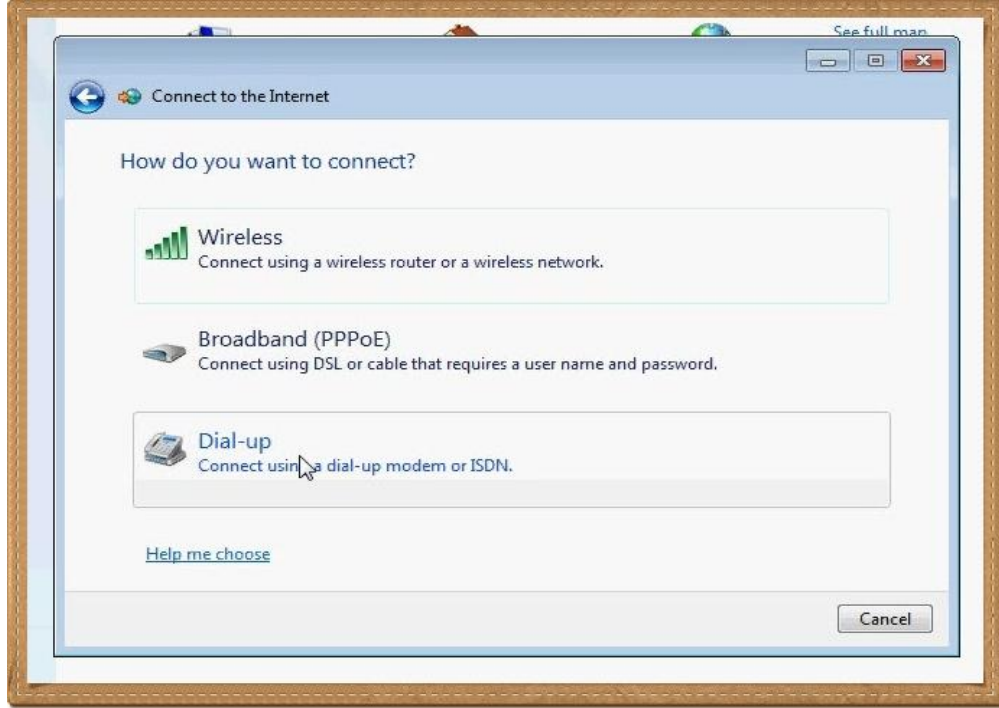 See full map
Connect to the Internet
How do you want to connect?
Wireless
Connect using a wireless router or a wireless network.
Broadband (PPPoE)
Connect using DSL or cable that requires a user name and password.
Dial-up
Connect using a dial-up modem or ISDN.
Help me choose
Cancel